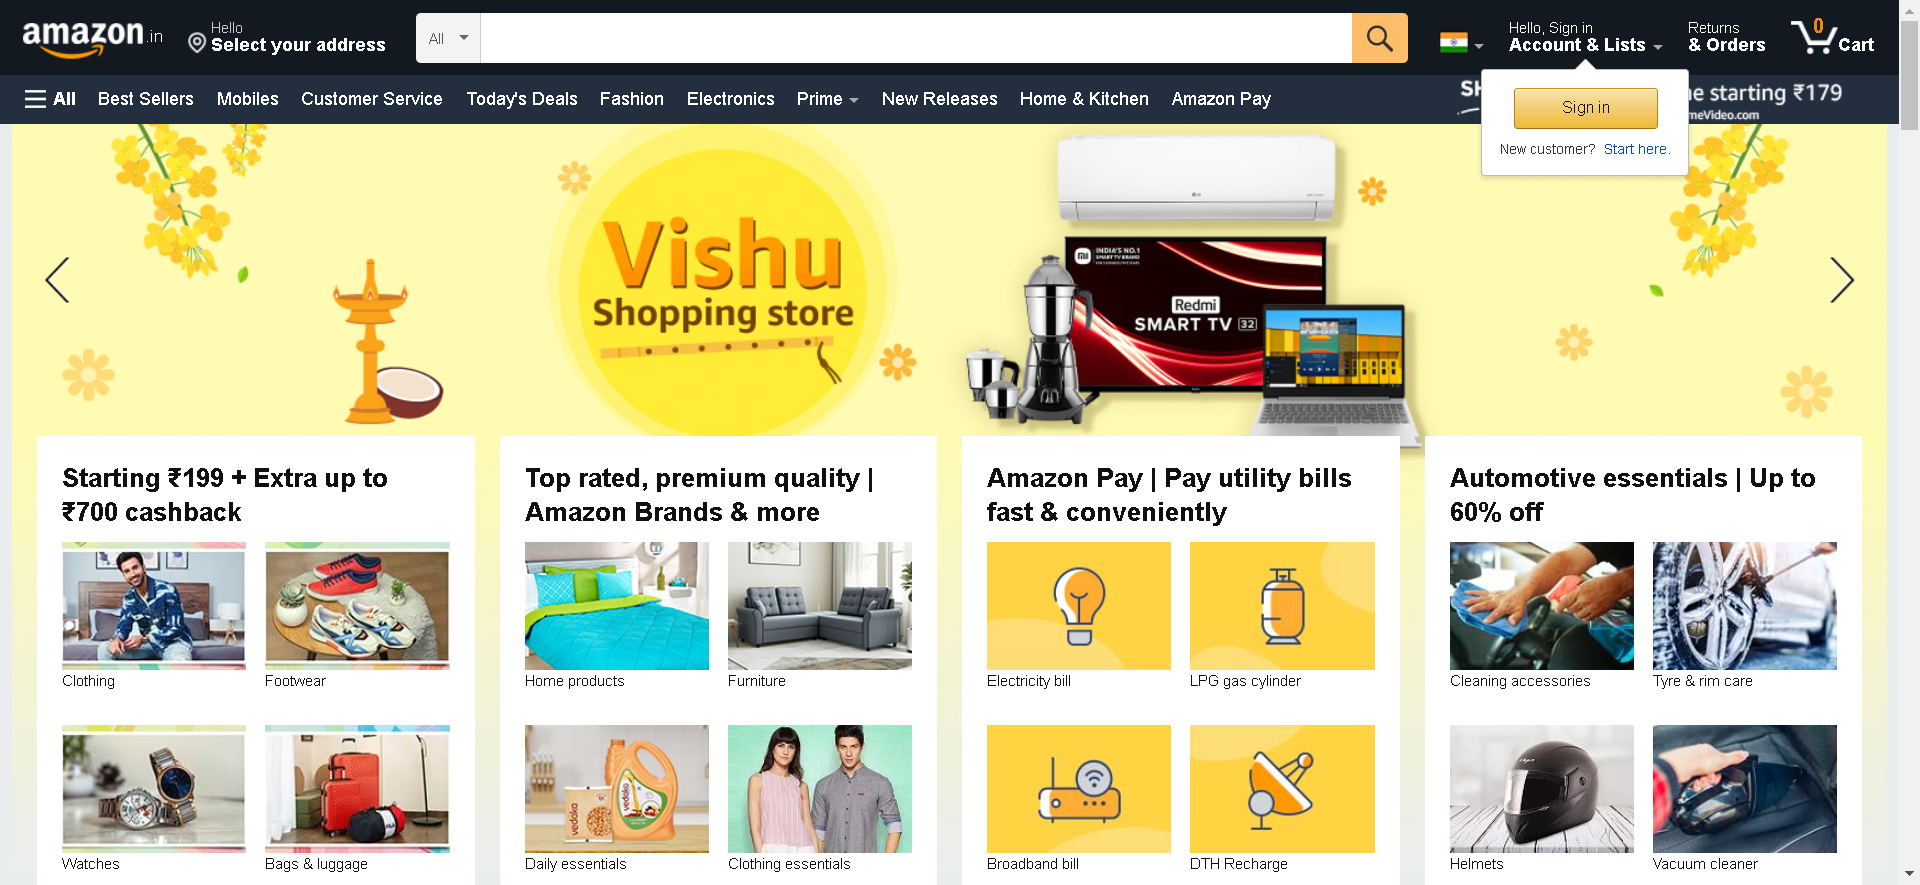 amazon.in
Hello
Select your address
All
Hello, Sign in
Account & Lists
Returns
& Orders
0
Cart
All
Best Sellers
Mobiles
Customer Service
Today's Deals
Fashion
Electronics
Prime
New Releases
Home & Kitchen
Amazon Pay
SH
e starting ₹179
meVideo.com
Sign in
New customer? Start here.
Vishu
Shopping store
LG
INDIA'S NO.1
SMART TV BRAND
Redmi
SMART TV 32
Starting ₹199 + Extra up to
₹700 cashback
Clothing
Footwear
Watches
Bags & luggage
Top rated, premium quality |
Amazon Brands & more
Home products
Furniture
vedaka
vedaka
Daily essentials
Clothing essentials
Amazon Pay | Pay utility bills
fast & conveniently
Electricity bill
LPG gas cylinder
Broadband bill
DTH Recharge
Automotive essentials | Up to
60% off
Cleaning accessories
Tyre & rim care
Helmets
Vacuum cleaner